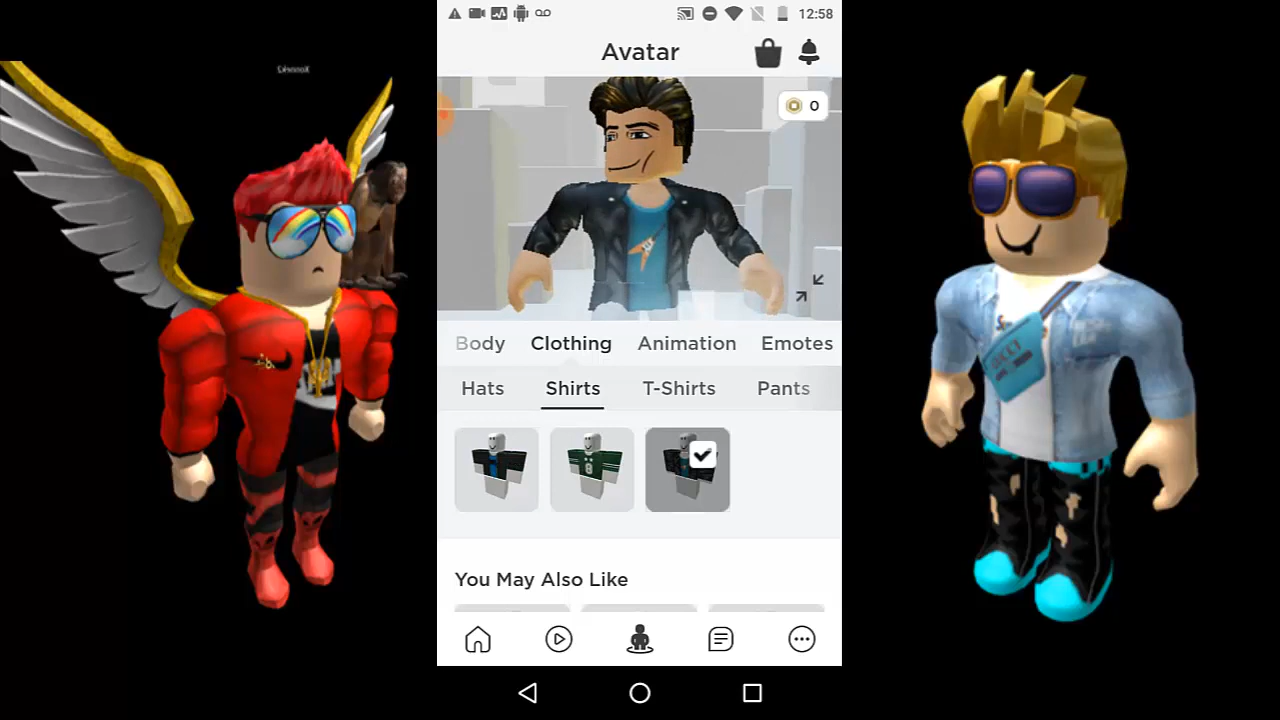 12:58
Avatar
0
Body Clothing Animation Emotes
Hats Shirts T-Shirts Pants
You May Also Like